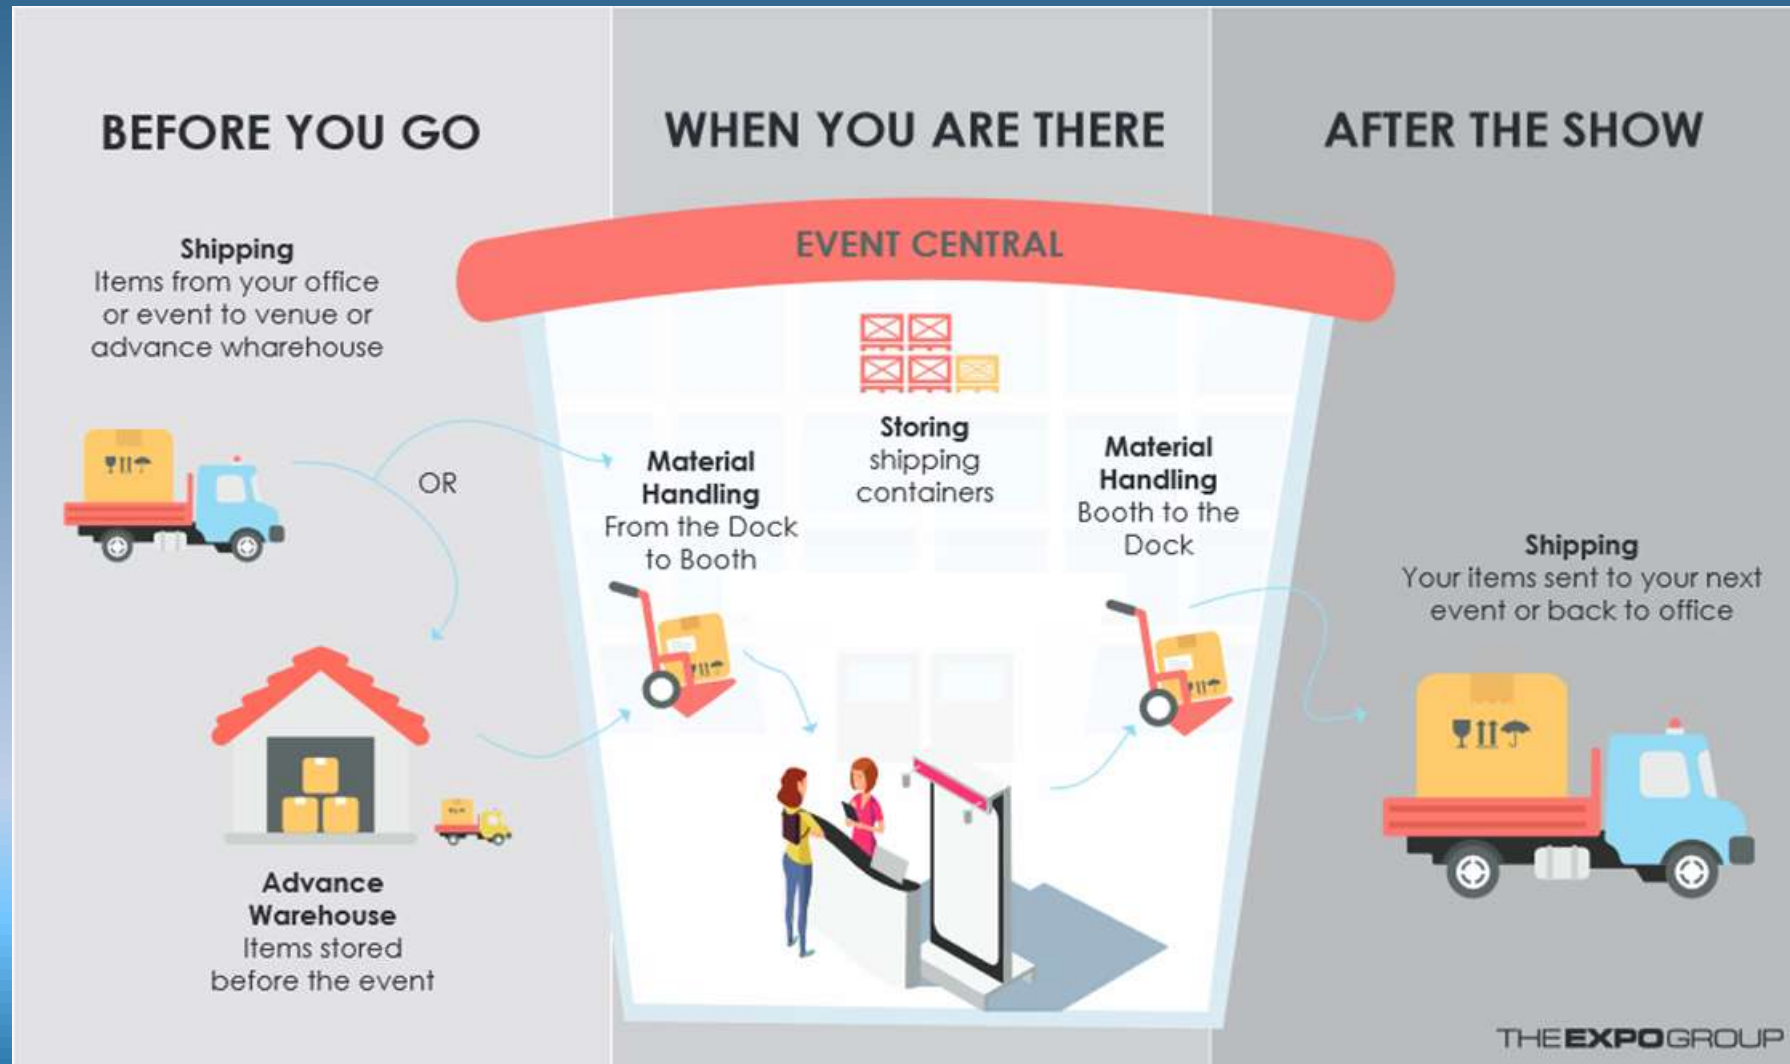 BEFORE YOU GO
Shipping
Items from your office
or event to venue or
advance wharehouse
OR
Advance
Warehouse
Items stored
before the event
WHEN YOU ARE THERE
EVENT CENTRAL
Material
Handling
From the Dock
to Booth
Storing
shipping
containers
Material
Handling
Booth to the
Dock
AFTER THE SHOW
Shipping
Your items sent to your next
event or back to office
THEEXPOGROUP